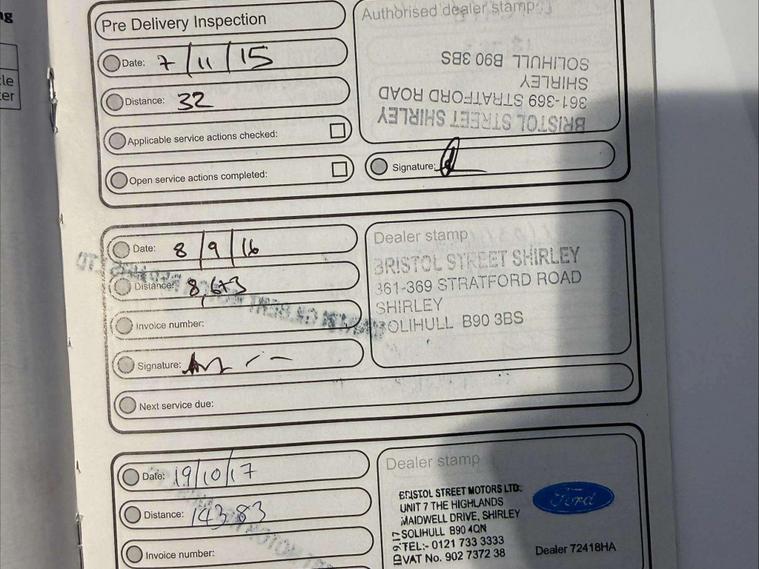 Pre Delivery Inspection
Date: 7/11/15
Distance: 32
Applicable service actions checked:
Open service actions completed:
Authorised dealer stamp
BRISTOL STREET SHIRLEY
361-369 STRATFORD ROAD
SHIRLEY
SOLIHULL B90 3BS
Signature:
Date: 8/9/16
Distance: 8,673
Invoice number:
Signature:
Next service due:
Dealer stamp
BRISTOL STREET SHIRLEY
361-369 STRATFORD ROAD
SHIRLEY
SOLIHULL B90 3BS
Date: 19/10/17
Distance: 14383
Invoice number:
Dealer stamp
BRISTOL STREET MOTORS LTD.
UNIT 7 THE HIGHLANDS
MAIDWELL DRIVE, SHIRLEY
SOLIHULL B90 4QN
TEL:- 0121 733 3333
VAT No. 902 7372 38
Ford
Dealer 72418HA